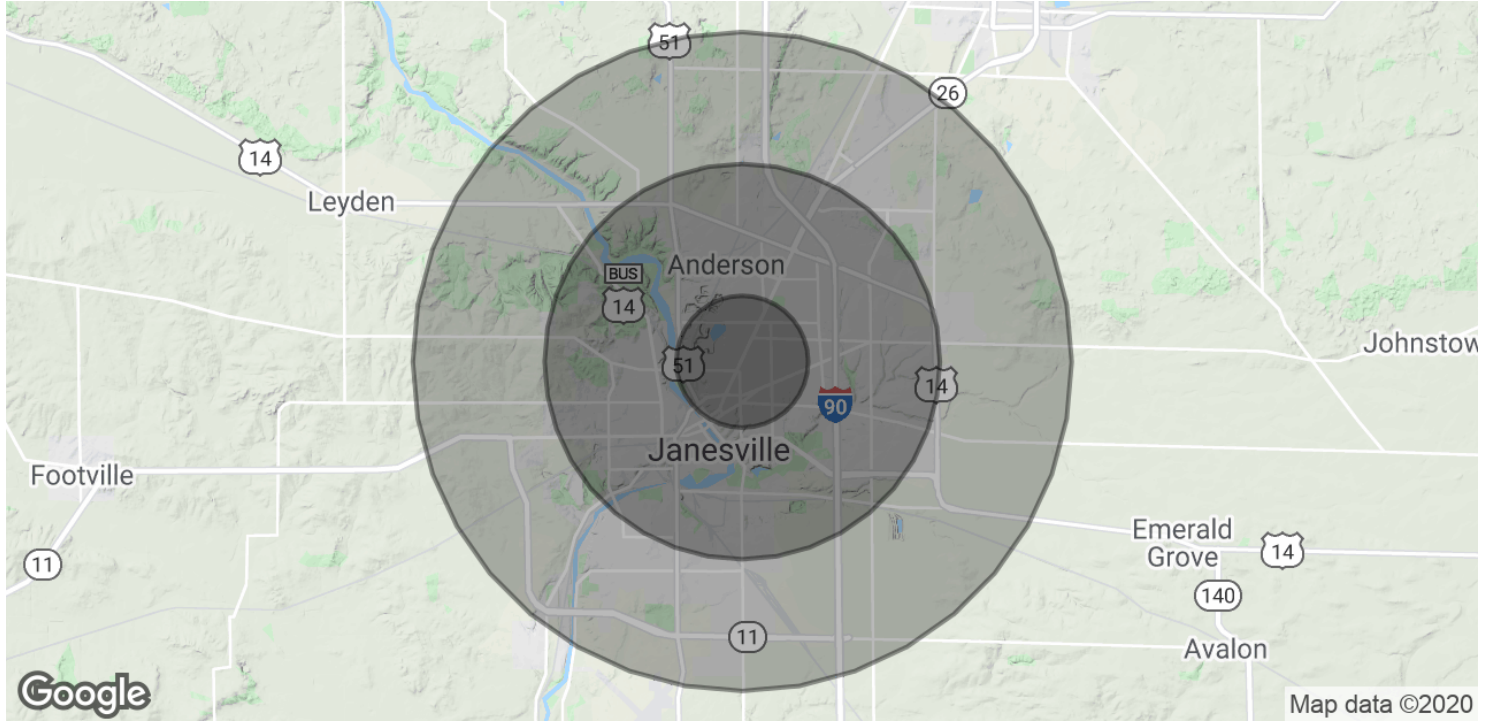 51
26
14
Leyden
Anderson
BUS
14
Johnstow
51
14
90
Janesville
Footville
Emerald
Grove
14
11
140
11
Avalon
Google
Map data ©2020